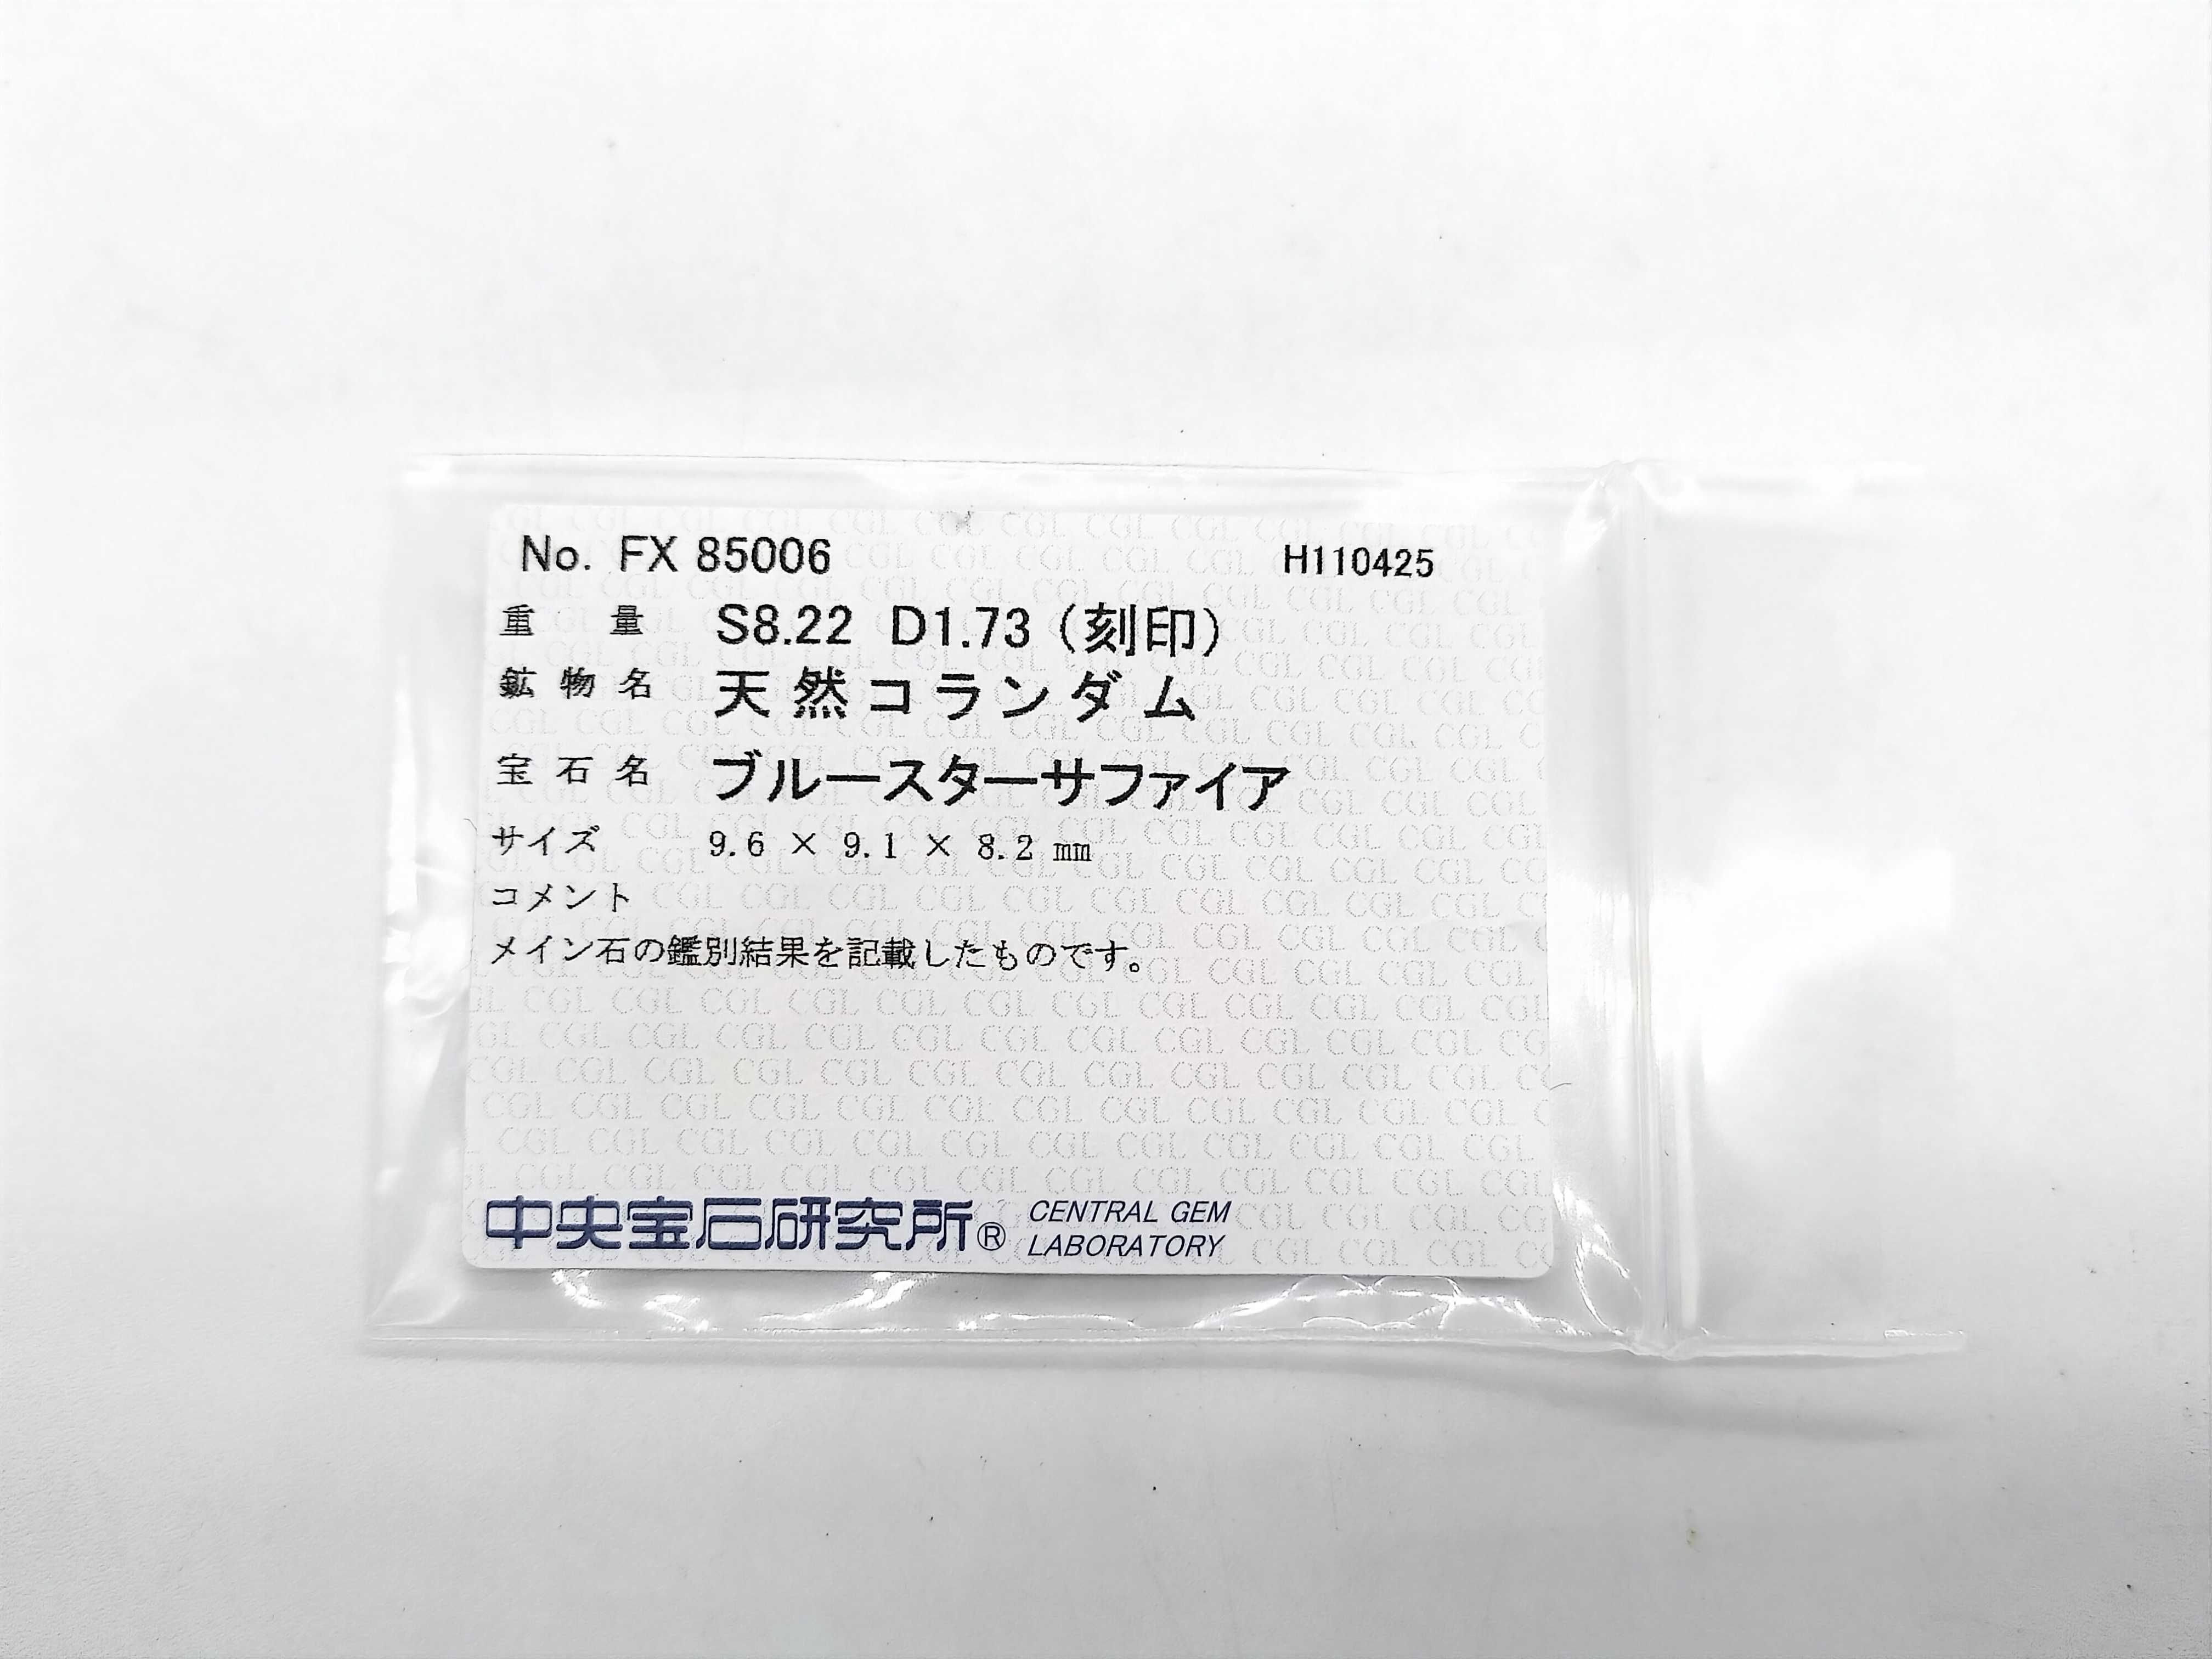 No. FX 85006 H110425
重量 S8.22 D1.73 (刻印)
鉱物名 天然コランダム
宝石名 ブルースターサファイア
サイズ 9.6 × 9.1 × 8.2 ㎜
コメント
メイン石の鑑別結果を記載したものです。
中央宝石研究所® CENTRAL GEM
LABORATORY